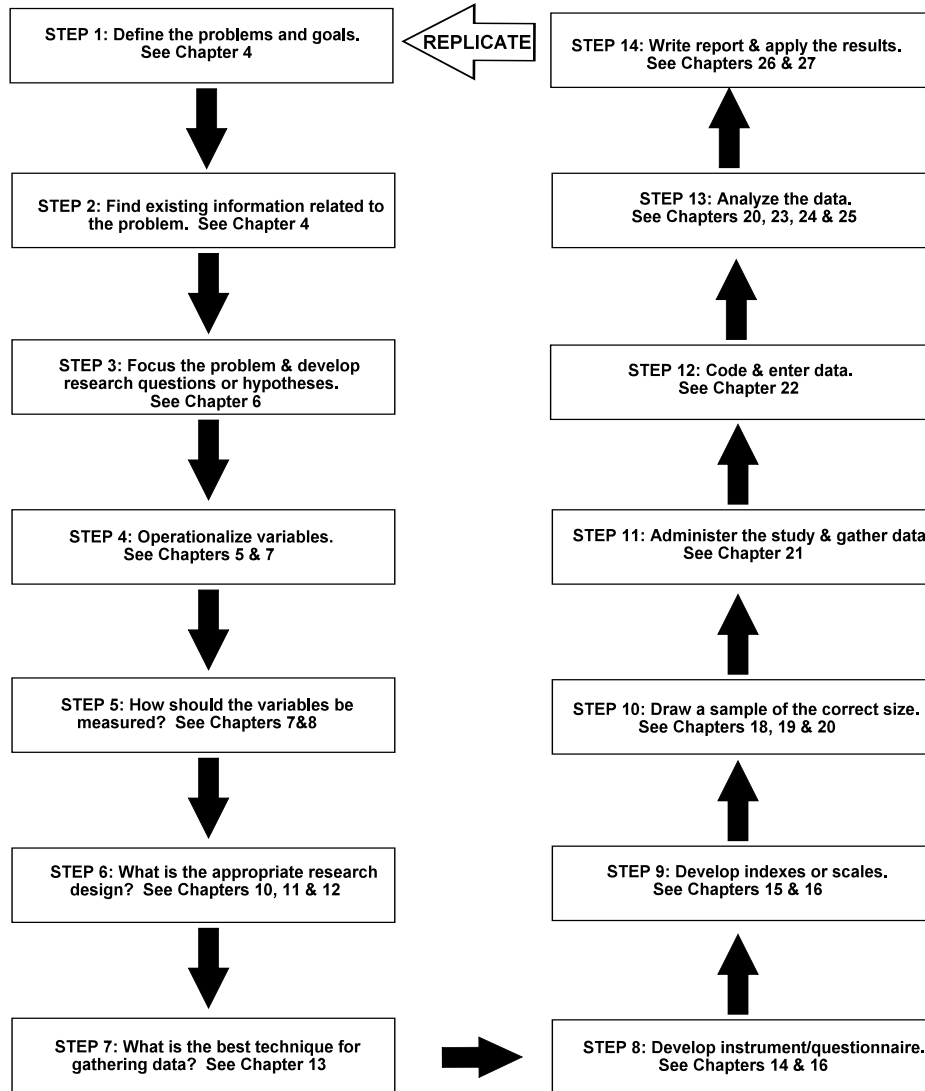 STEP 1: Define the problems and goals.
See Chapter 4
REPLICATE
STEP 14: Write report & apply the results.
See Chapters 26 & 27
STEP 2: Find existing information related to
the problem. See Chapter 4
STEP 13: Analyze the data.
See Chapters 20, 23, 24 & 25
STEP 3: Focus the problem & develop
research questions or hypotheses.
See Chapter 6
STEP 12: Code & enter data.
See Chapter 22
STEP 4: Operationalize variables.
See Chapters 5 & 7
STEP 11: Administer the study & gather data
See Chapter 21
STEP 5: How should the variables be
measured? See Chapters 7&8
STEP 10: Draw a sample of the correct size.
See Chapters 18, 19 & 20
STEP 6: What is the appropriate research
design? See Chapters 10, 11 & 12
STEP 9: Develop indexes or scales.
See Chapters 15 & 16
STEP 7: What is the best technique for
gathering data? See Chapter 13
STEP 8: Develop instrument/questionnaire.
See Chapters 14 & 16